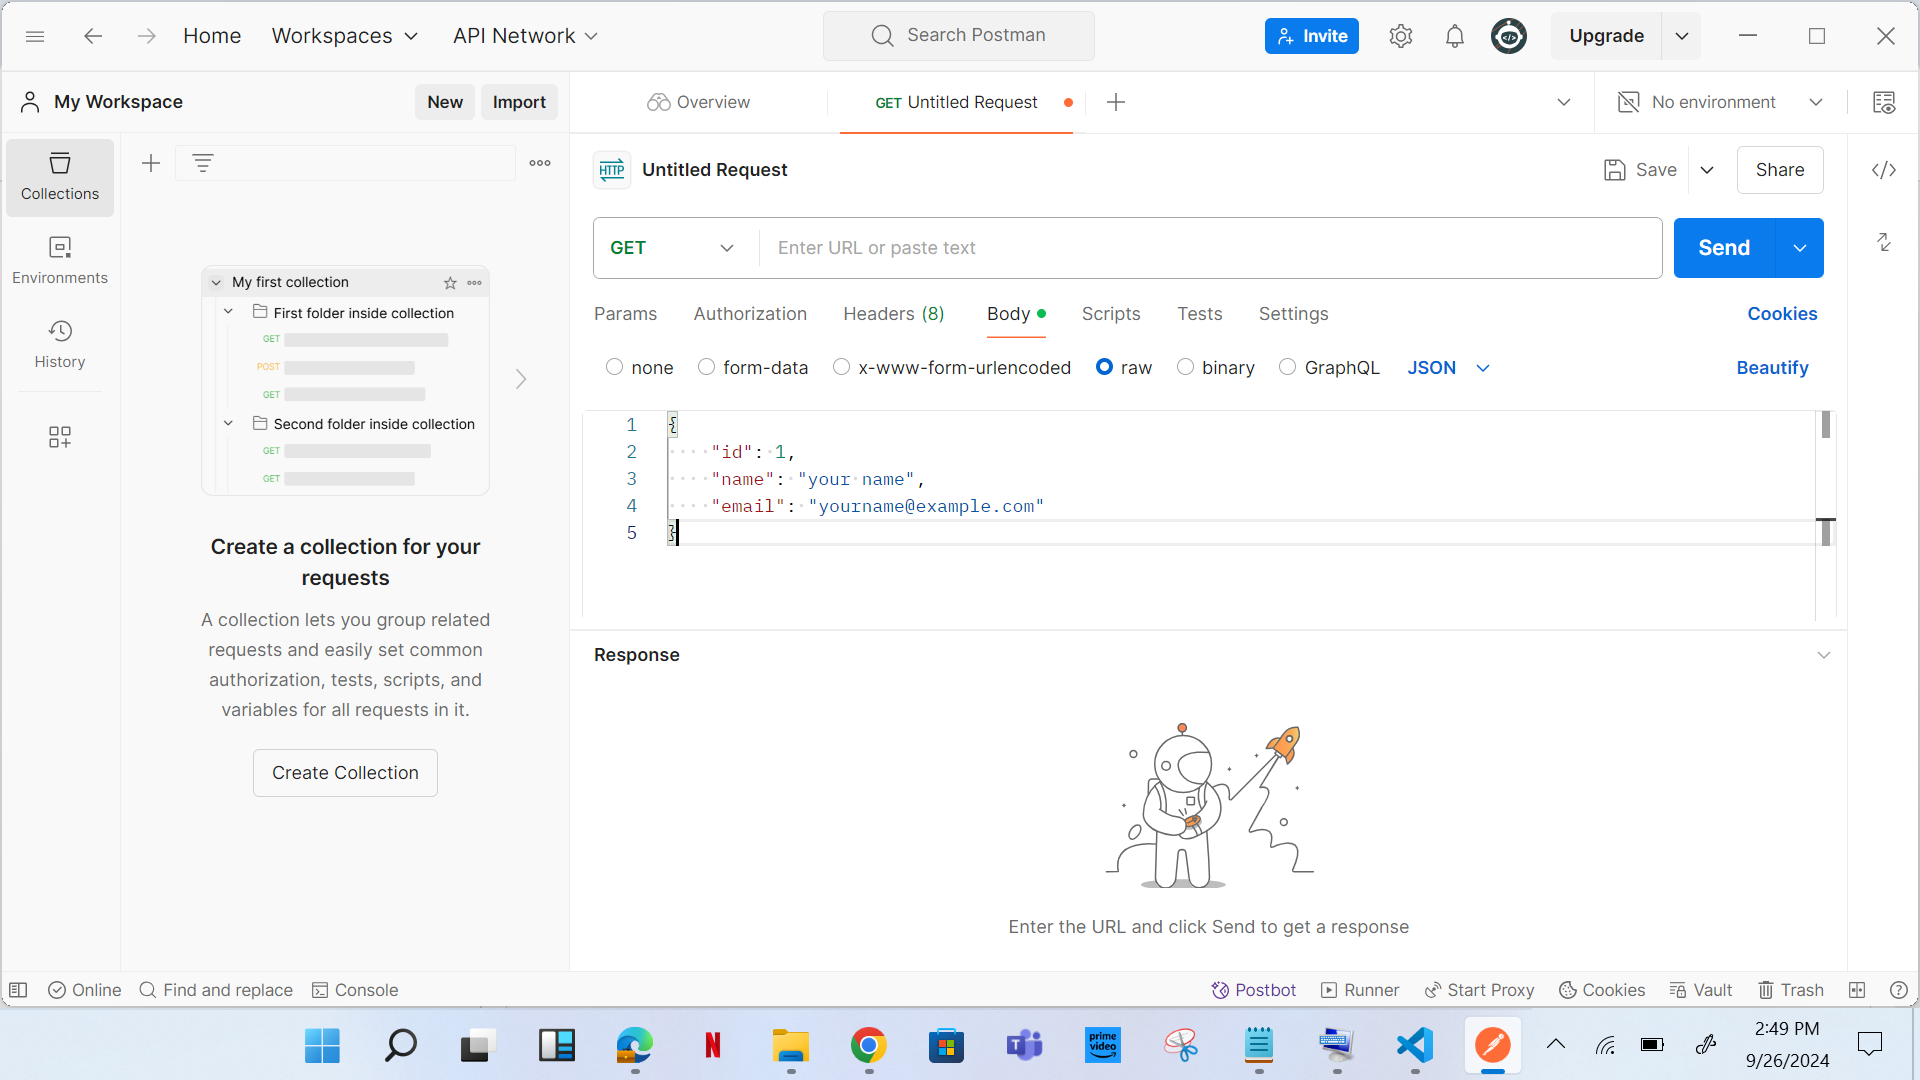 Home Workspaces API Network Search Postman Invite Upgrade
My Workspace New Import Overview GET Untitled Request No environment
Collections
Environments
History
My first collection
First folder inside collection
GET
POST
GET
Second folder inside collection
GET
GET
Create a collection for your
requests
A collection lets you group related
requests and easily set common
authorization, tests, scripts, and
variables for all requests in it.
Create Collection
HTTP Untitled Request Save Share
GET Enter URL or paste text Send
Params Authorization Headers (8) Body Scripts Tests Settings Cookies
none form-data x-www-form-urlencoded raw binary GraphQL JSON Beautify
1 {
2 "id": 1,
3 "name": "your name",
4 "email": "yourname@example.com"
5 }
Response
Enter the URL and click Send to get a response
Online Find and replace Console Postbot Runner Start Proxy Cookies Vault Trash
N
prime
video
2:49 PM
9/26/2024